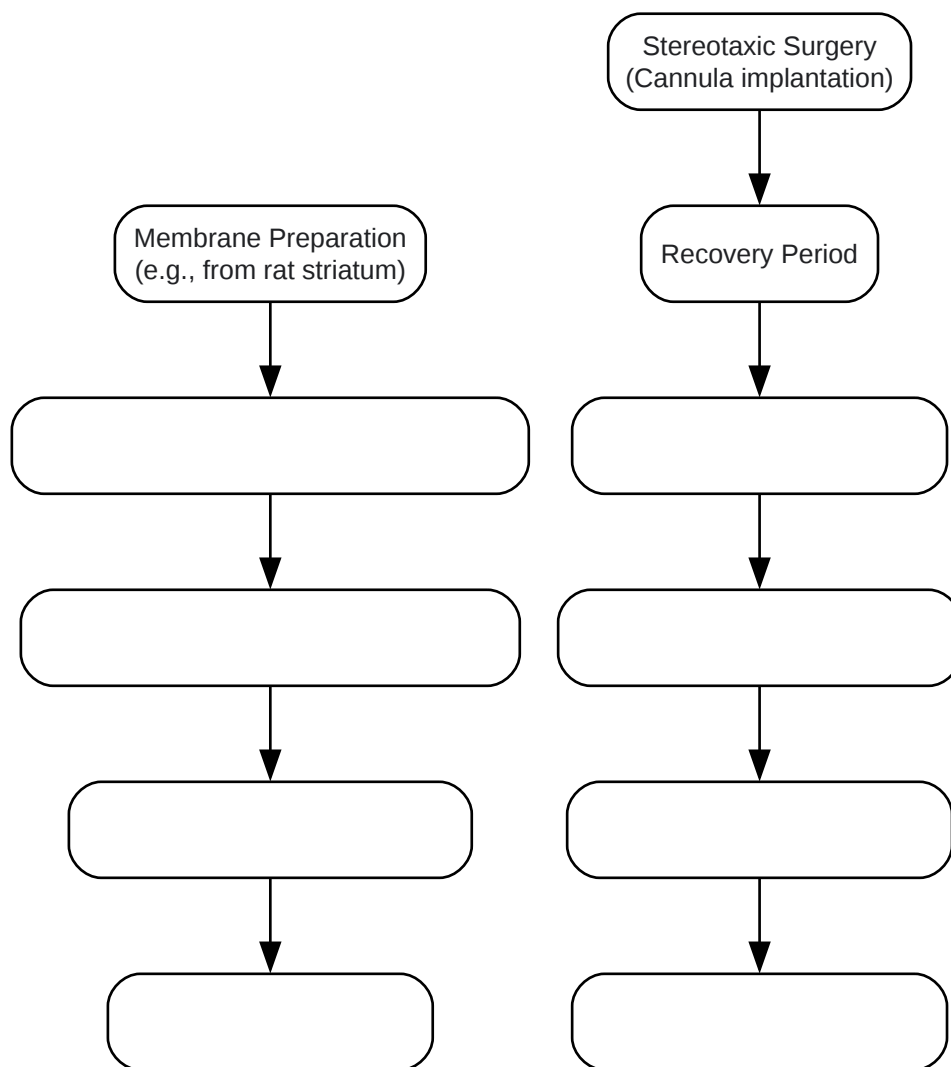 Stereotaxic Surgery
(Cannula implantation)
Membrane Preparation
(e.g., from rat striatum)
Recovery Period